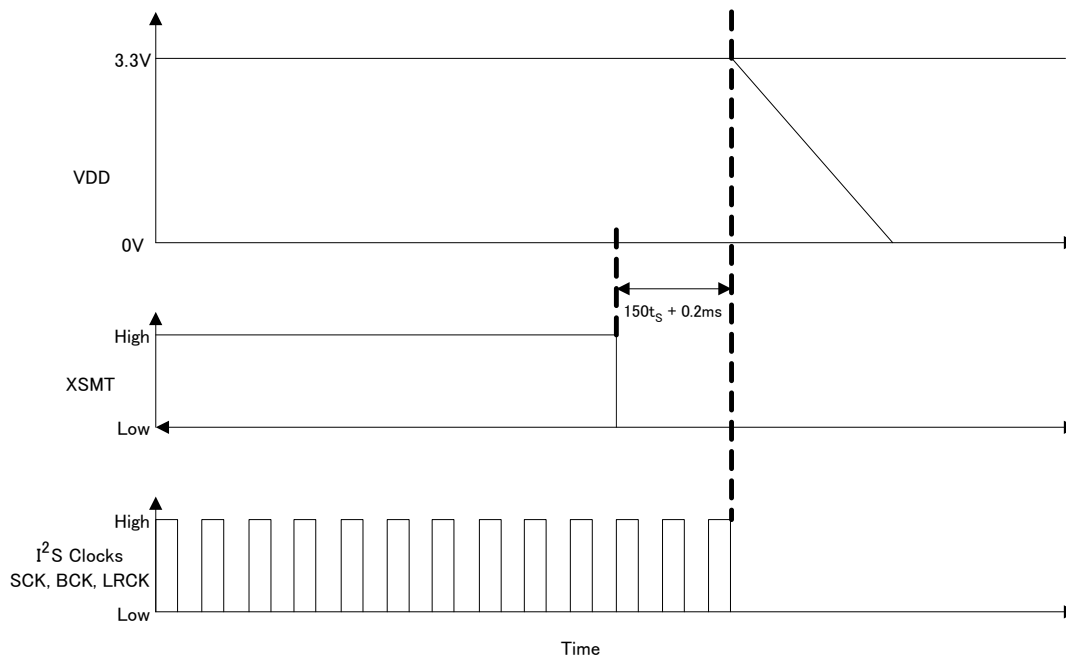 3.3V
VDD
0V
150tS + 0.2ms
High
XSMT
Low
High
I2S Clocks
SCK, BCK, LRCK
Low
Time